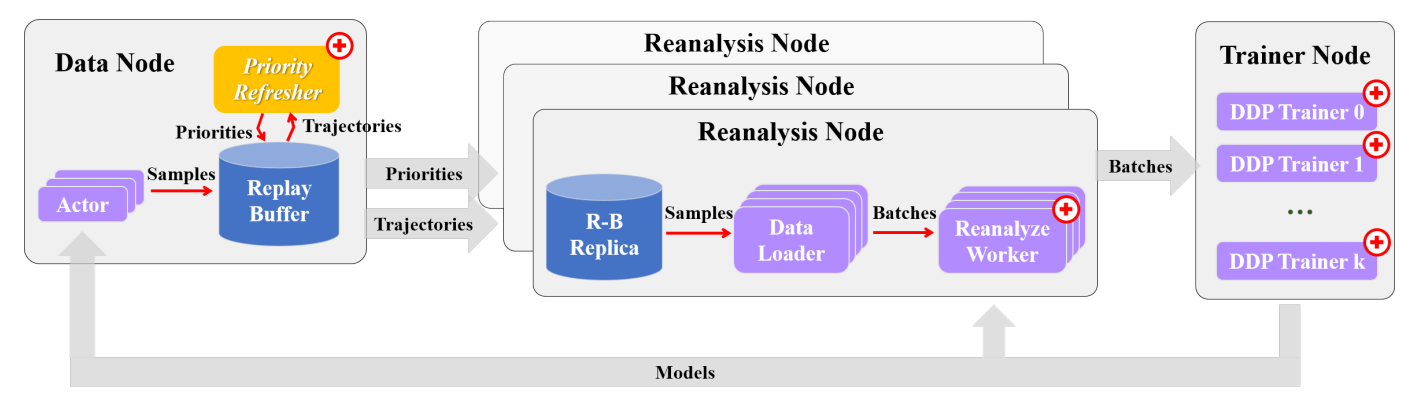 Data Node
Priority
Refresher
Priorities
Trajectories
Samples
Actor
Replay
Buffer
Priorities
Trajectories
Reanalysis Node
Reanalysis Node
Reanalysis Node
R-B
Replica
Samples
Data
Loader
Batches
Reanalyze
Worker
Batches
Trainer Node
DDP Trainer 0
DDP Trainer 1
...
DDP Trainer k
Models